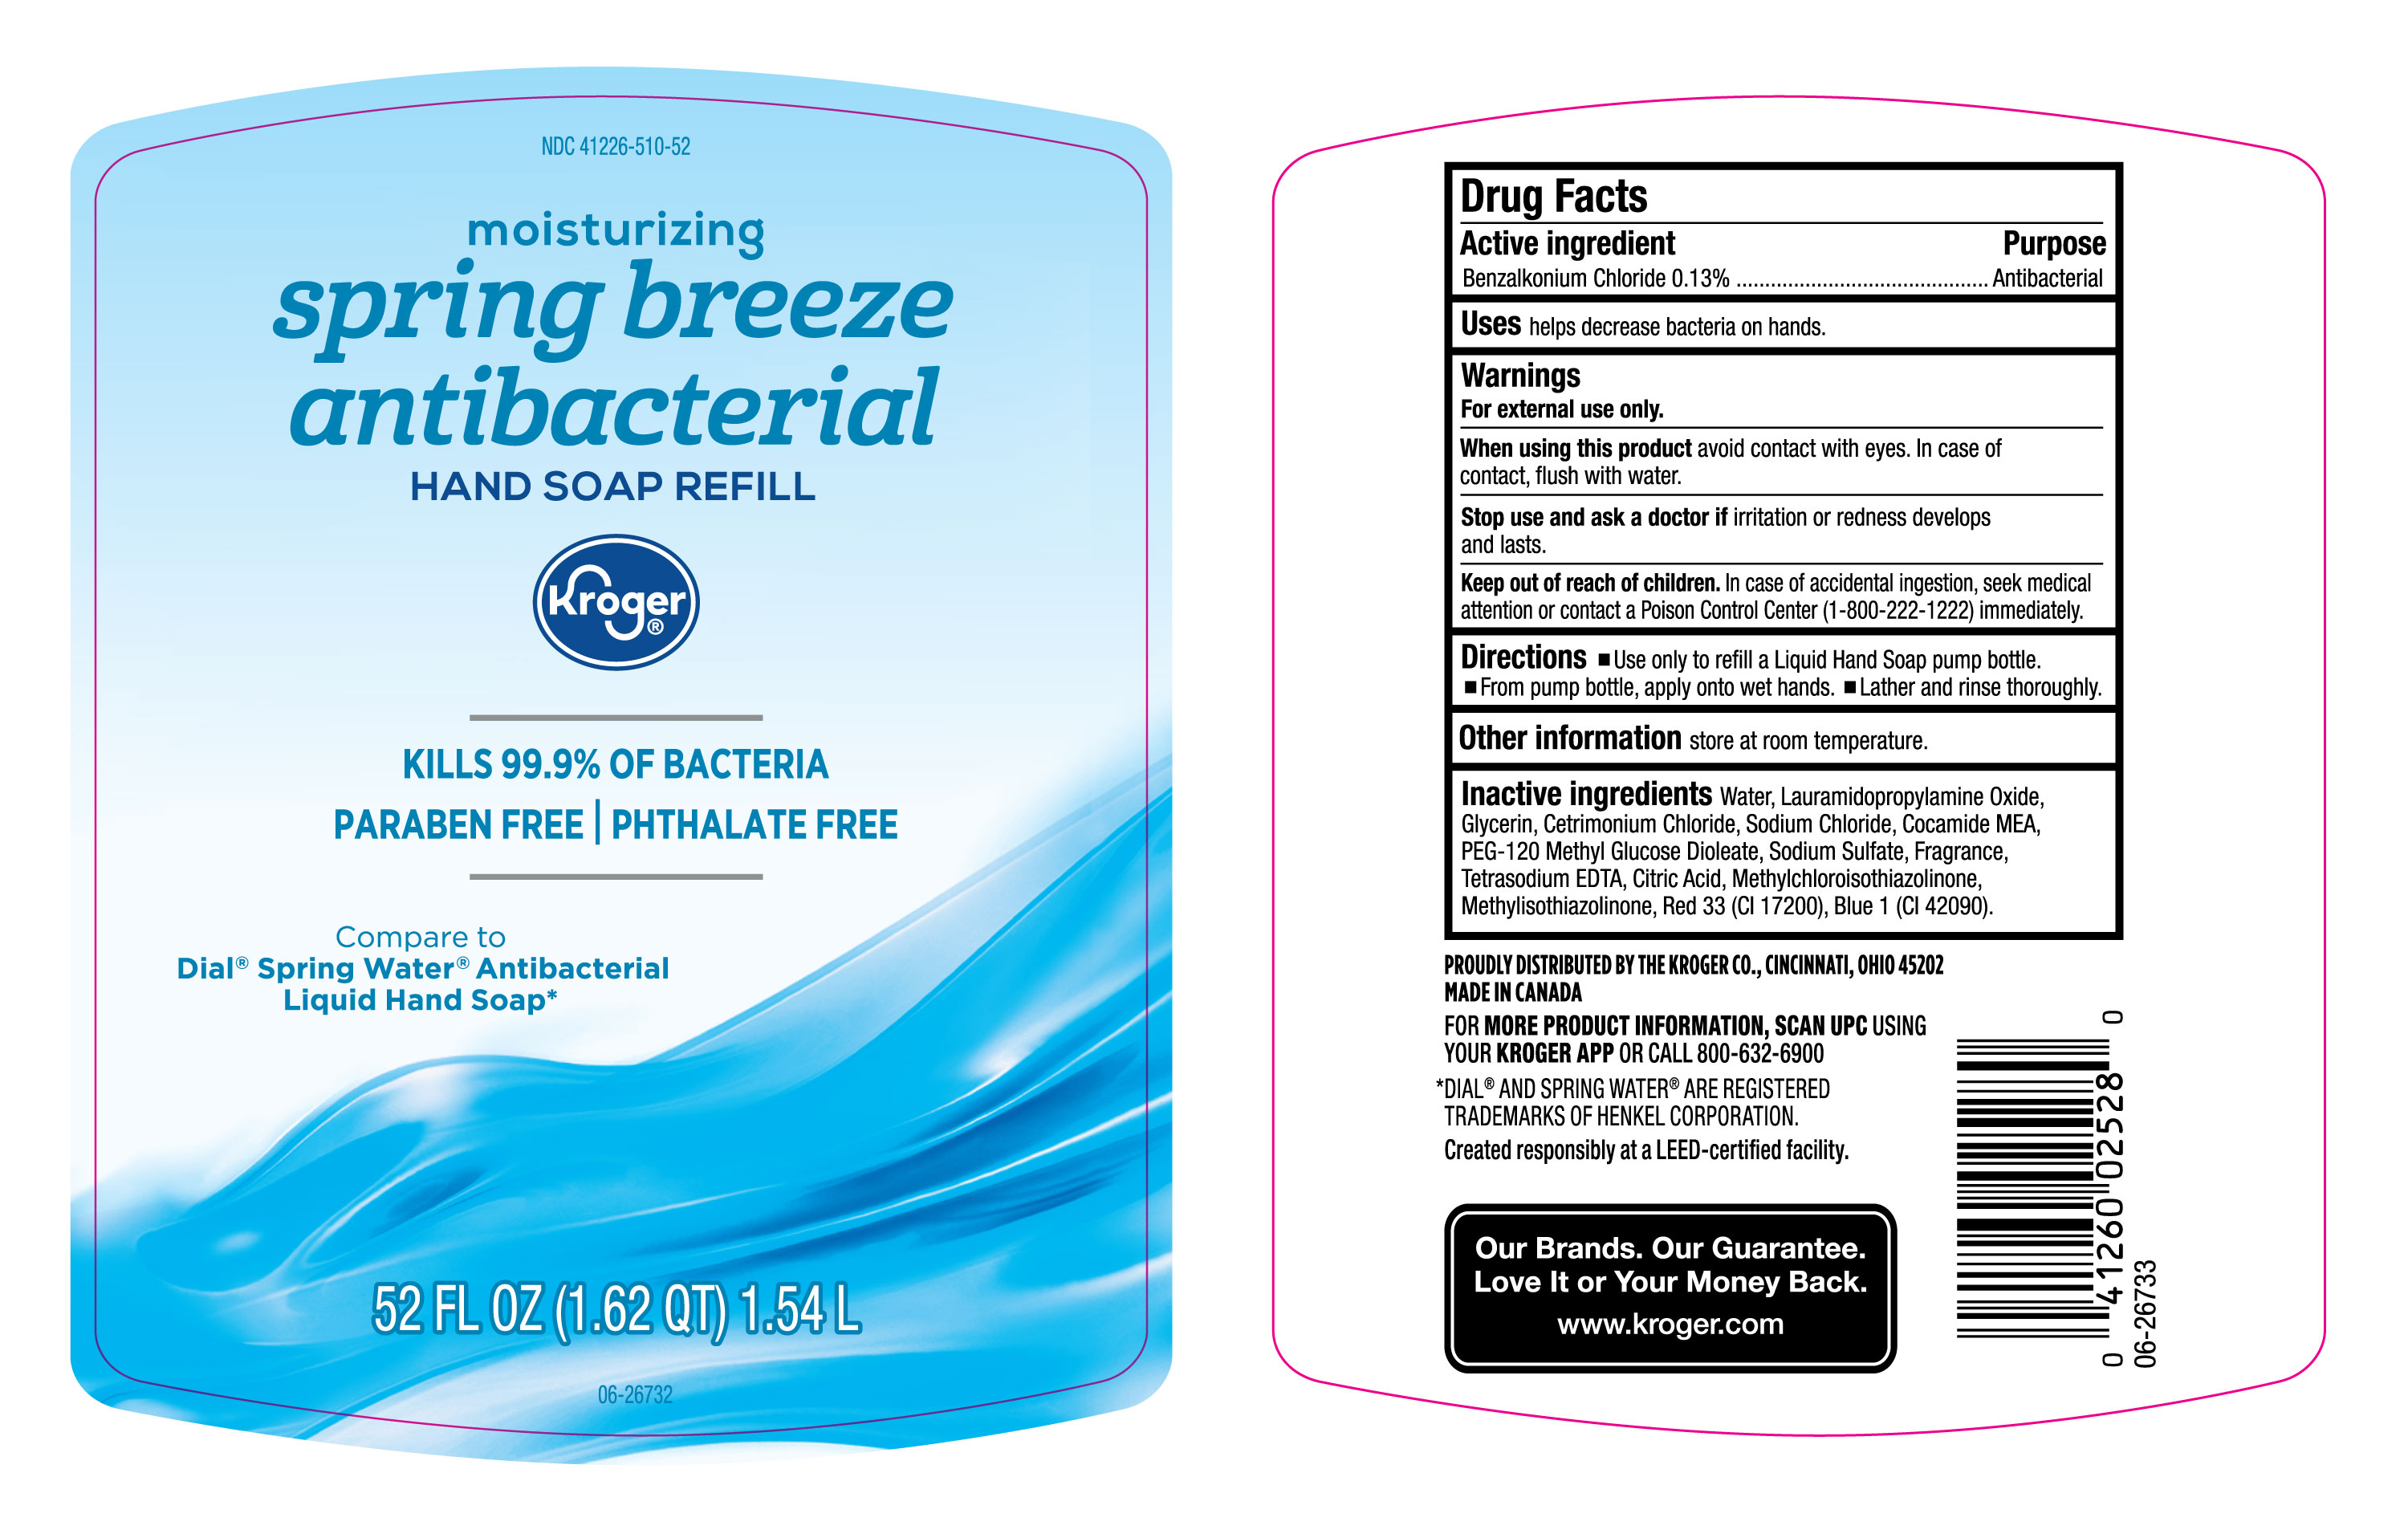 NDC 41226-510-52
moisturizing
spring breeze
antibacterial
HAND SOAP REFILL
Kroger®
KILLS 99.9% OF BACTERIA
PARABEN FREE | PHTHALATE FREE
Compare to
Dial® Spring Water® Antibacterial
Liquid Hand Soap*
52 FL OZ (1.62 QT) 1.54 L
06-26732
Drug Facts
Active ingredient Purpose
Benzalkonium Chloride 0.13% ............................................ Antibacterial
Uses helps decrease bacteria on hands.
Warnings
For external use only.
When using this product avoid contact with eyes. In case of
contact, flush with water.
Stop use and ask a doctor if irritation or redness develops
and lasts.
Keep out of reach of children. In case of accidental ingestion, seek medical
attention or contact a Poison Control Center (1-800-222-1222) immediately.
Directions ■ Use only to refill a Liquid Hand Soap pump bottle.
■ From pump bottle, apply onto wet hands. ■ Lather and rinse thoroughly.
Other information store at room temperature.
Inactive ingredients Water, Lauramidopropylamine Oxide,
Glycerin, Cetrimonium Chloride, Sodium Chloride, Cocamide MEA,
PEG-120 Methyl Glucose Dioleate, Sodium Sulfate, Fragrance,
Tetrasodium EDTA, Citric Acid, Methylchloroisothiazolinone,
Methylisothiazolinone, Red 33 (CI 17200), Blue 1 (CI 42090).
PROUDLY DISTRIBUTED BY THE KROGER CO., CINCINNATI, OHIO 45202
MADE IN CANADA
FOR MORE PRODUCT INFORMATION, SCAN UPC USING
YOUR KROGER APP OR CALL 800-632-6900
*DIAL® AND SPRING WATER® ARE REGISTERED
TRADEMARKS OF HENKEL CORPORATION.
Created responsibly at a LEED-certified facility.
Our Brands. Our Guarantee.
Love It or Your Money Back.
www.kroger.com
0 41260 02528 0
06-26733